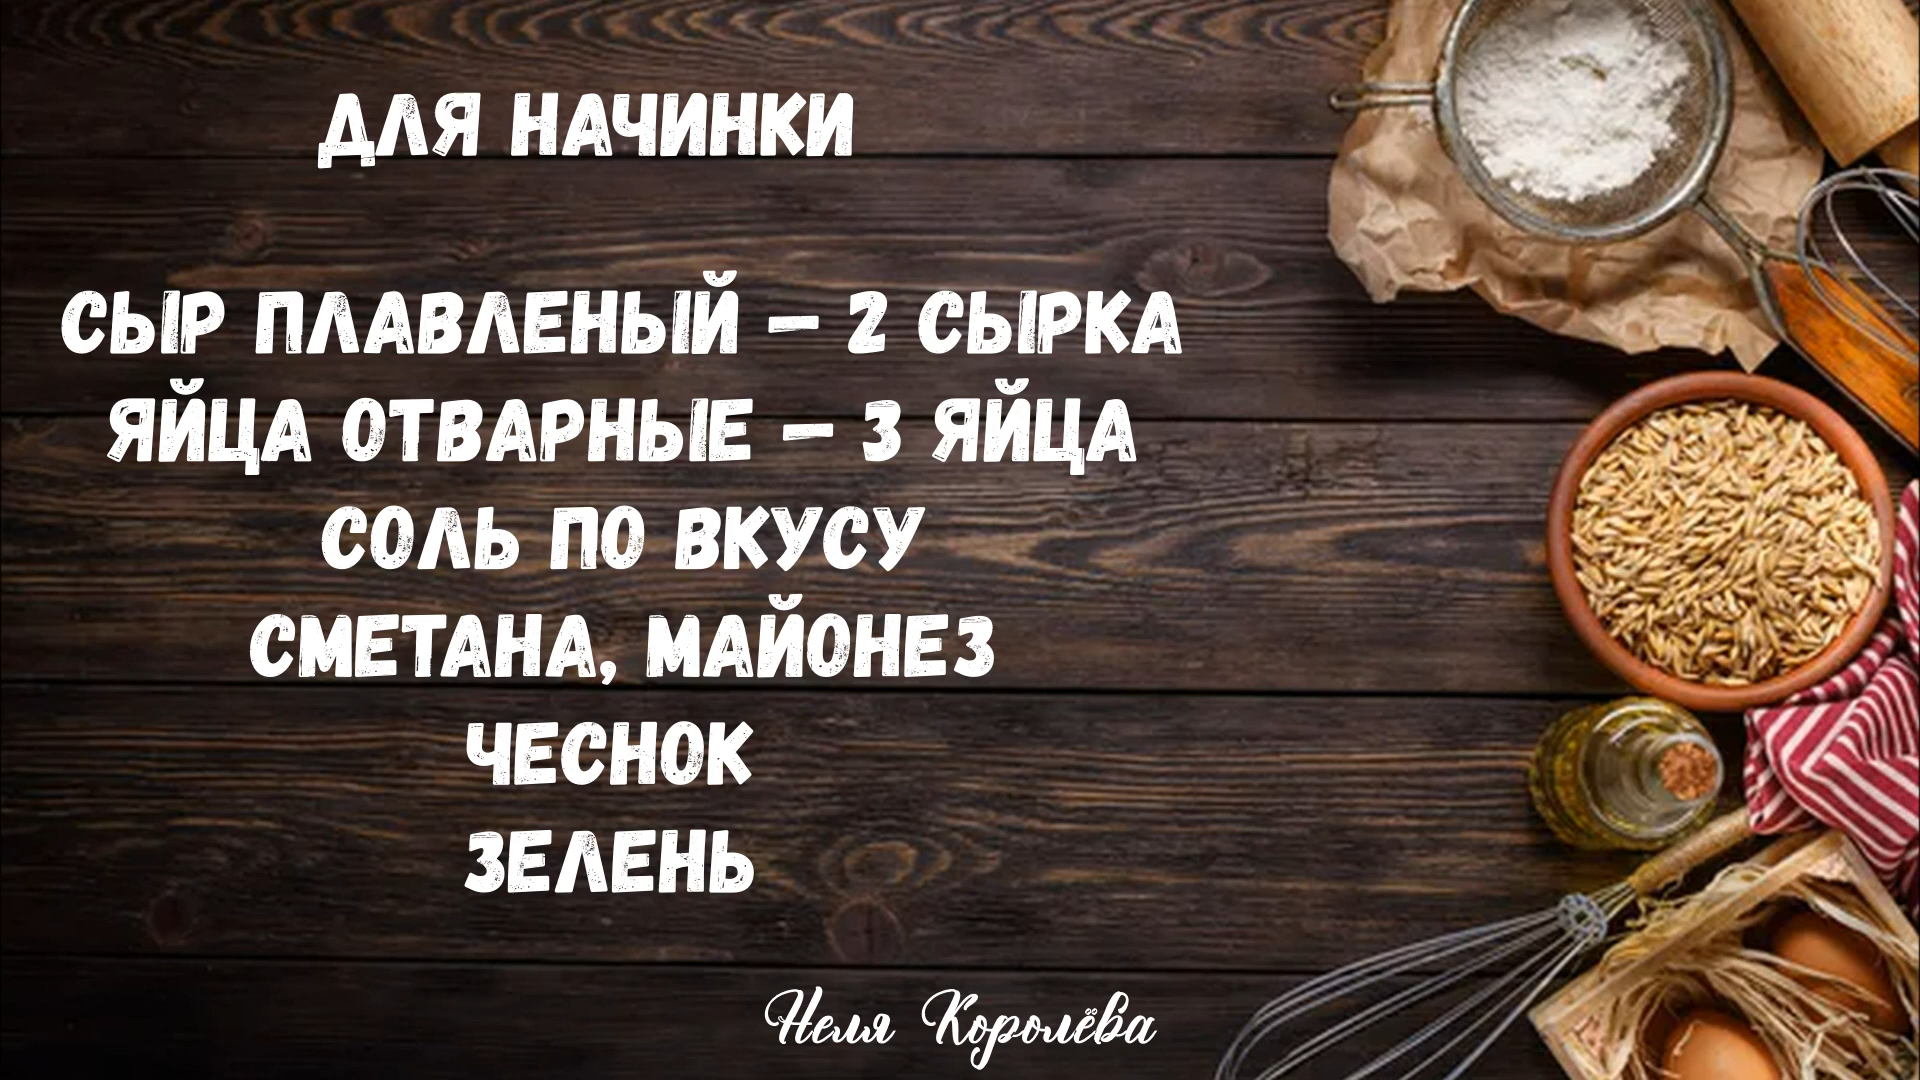 ДЛЯ НАЧИНКИ
СЫР ПЛАВЛЕНЫЙ – 2 СЫРКА
ЯЙЦА ОТВАРНЫЕ – 3 ЯЙЦА
СОЛЬ ПО ВКУСУ
СМЕТАНА, МАЙОНЕЗ
ЧЕСНОК
ЗЕЛЕНЬ
Неля Королёва